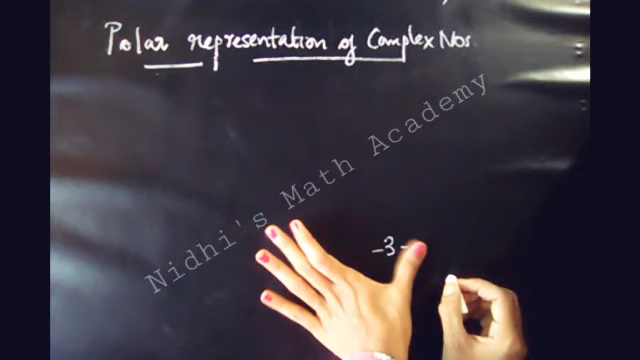 Polar representation of Complex Nos.
Nidhi's Math Academy
-3 -